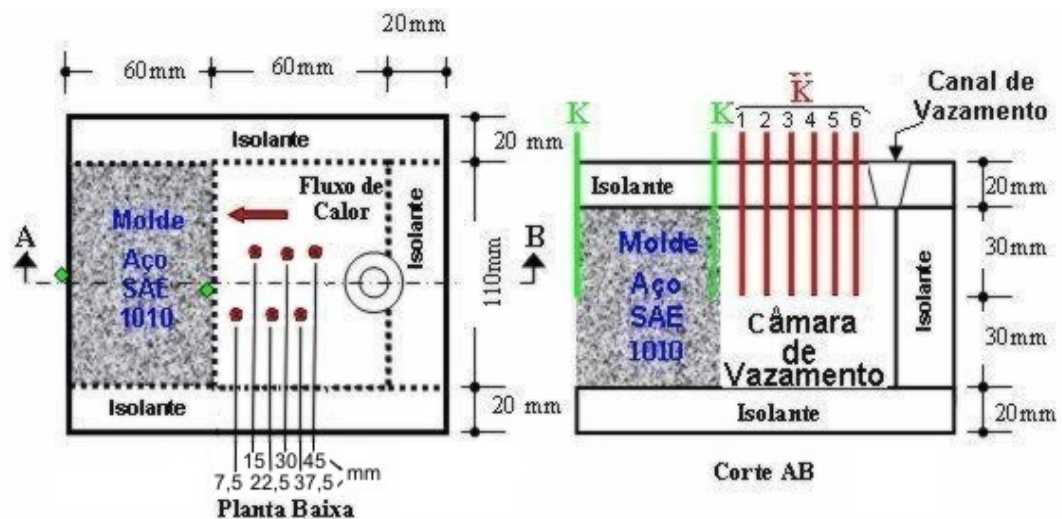 20mm
60mm
60mm
Isolante
20 mm
Fluxo de
Calor
Molde
Aço
SAE
1010
Isolante
A
B
110mm
Isolante
20 mm
15
30
45
mm
7,5
22,5
37,5
Planta Baixa
K
K
K
1 2 3 4 5 6
Canal de
Vazamento
Isolante
20mm
Molde
Aço
SAE
1010
30mm
Isolante
Câmara
de
Vazamento
30mm
Isolante
20mm
Corte AB